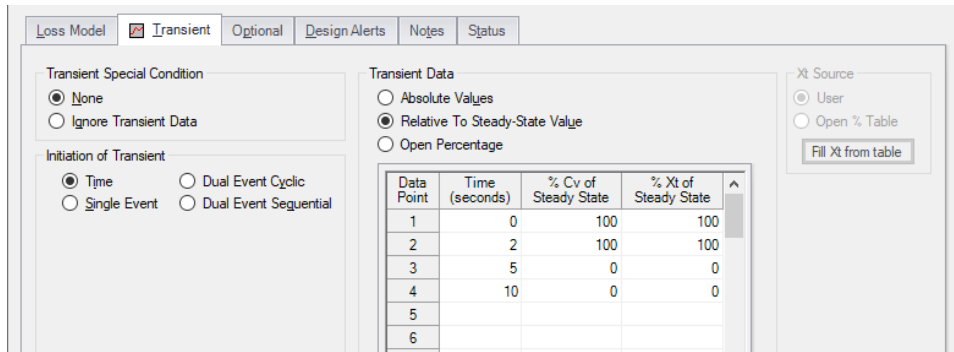 Loss Model Transient Optional Design Alerts Notes Status
Transient Special Condition
None
Ignore Transient Data
Initiation of Transient
Time Dual Event Cyclic
Single Event Dual Event Sequential
Transient Data
Absolute Values
Relative To Steady-State Value
Open Percentage
Data Point Time (seconds) % Cv of Steady State % Xt of Steady State
1 0 100 100
2 2 100 100
3 5 0 0
4 10 0 0
5
6
Xt Source
User
Open % Table
Fill Xt from table